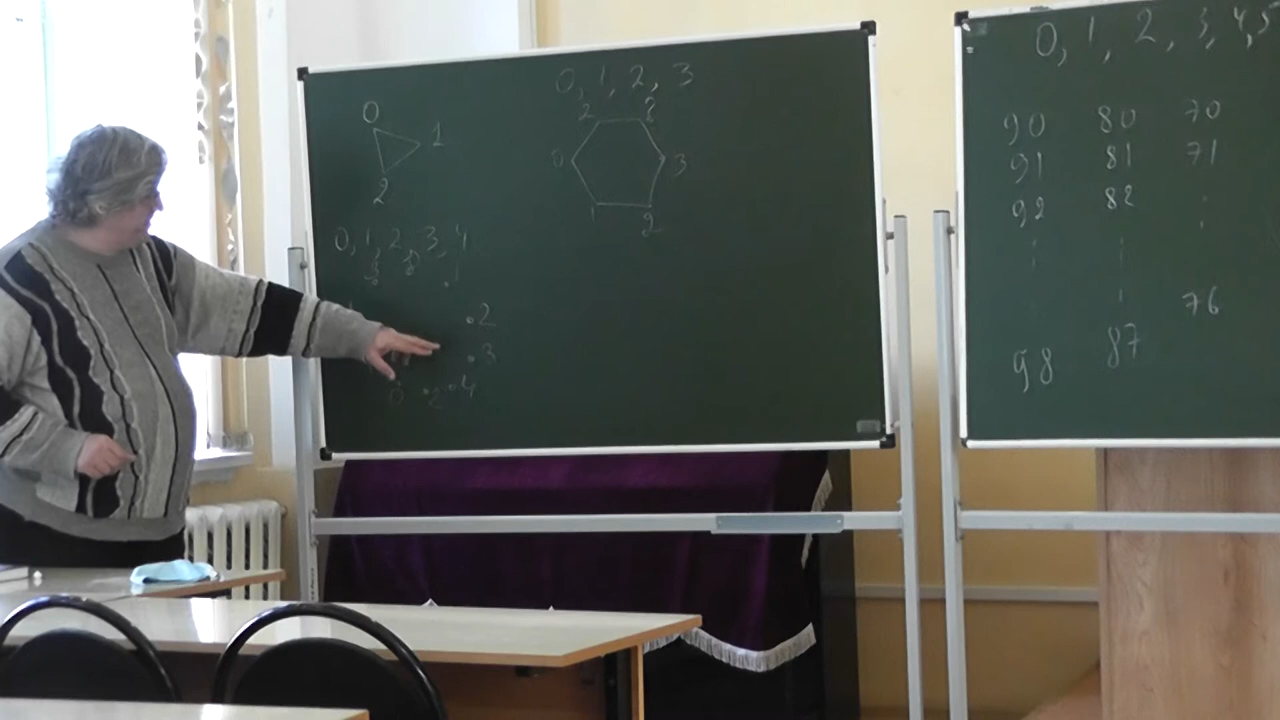 0
1
2
0, 1, 2, 3, 4
2
3
0 2 4
0, 1, 2, 3
2
0 3
1 2
0, 1, 2, 3, 4, 5
90 80 70
91 81 71
92 82
76
98 87